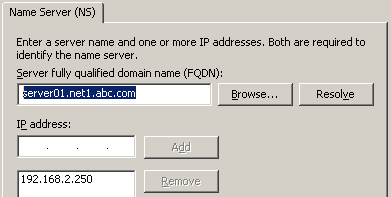 Name Server (NS)
Enter a server name and one or more IP addresses. Both are required to
identify the name server.
Server fully qualified domain name (FQDN):
server01.net1.abc.com Browse... Resolve
IP address:
. . . Add
192.168.2.250 Remove